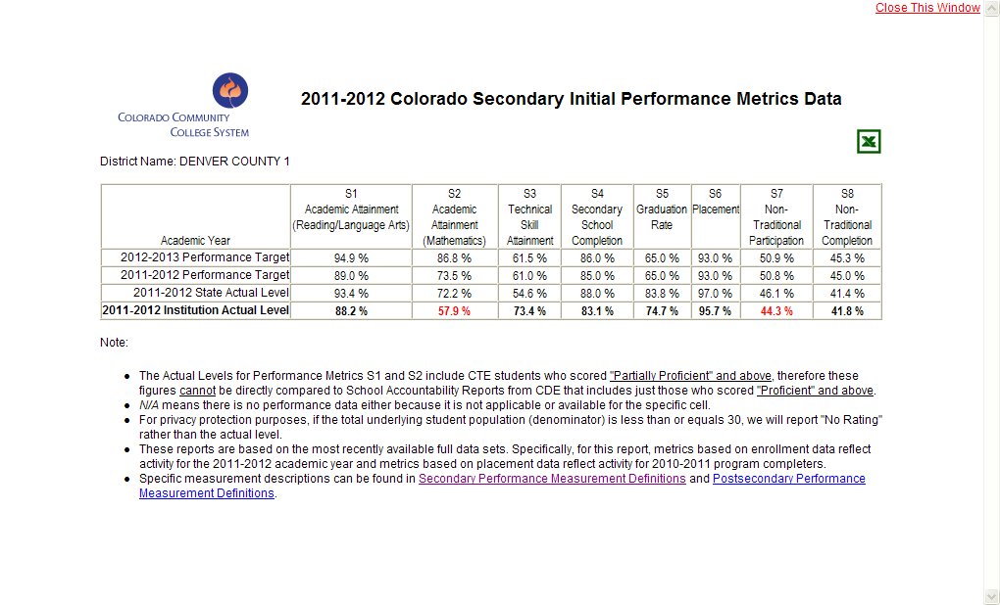 Close This Window
COLORADO COMMUNITY
COLLEGE SYSTEM
2011-2012 Colorado Secondary Initial Performance Metrics Data
District Name: DENVER COUNTY 1
Academic Year
S1
Academic Attainment
(Reading/Language Arts)
S2
Academic
Attainment
(Mathematics)
S3
Technical
Skill
Attainment
S4
Secondary
School
Completion
S5
Graduation
Rate
S6
Placement
S7
Non-
Traditional
Participation
S8
Non-
Traditional
Completion
2012-2013 Performance Target 94.9 % 86.8 % 61.5 % 86.0 % 65.0 % 93.0 % 50.9 % 45.3 %
2011-2012 Performance Target 89.0 % 73.5 % 61.0 % 85.0 % 65.0 % 93.0 % 50.8 % 45.0 %
2011-2012 State Actual Level 93.4 % 72.2 % 54.6 % 88.0 % 83.8 % 97.0 % 46.1 % 41.4 %
2011-2012 Institution Actual Level 88.2 % 57.9 % 73.4 % 83.1 % 74.7 % 95.7 % 44.3 % 41.8 %
Note:
• The Actual Levels for Performance Metrics S1 and S2 include CTE students who scored "Partially Proficient" and above, therefore these
figures cannot be directly compared to School Accountability Reports from CDE that includes just those who scored "Proficient" and above.
• N/A means there is no performance data either because it is not applicable or available for the specific cell.
• For privacy protection purposes, if the total underlying student population (denominator) is less than or equals 30, we will report "No Rating"
rather than the actual level.
• These reports are based on the most recently available full data sets. Specifically, for this report, metrics based on enrollment data reflect
activity for the 2011-2012 academic year and metrics based on placement data reflect activity for 2010-2011 program completers.
• Specific measurement descriptions can be found in Secondary Performance Measurement Definitions and Postsecondary Performance
Measurement Definitions.